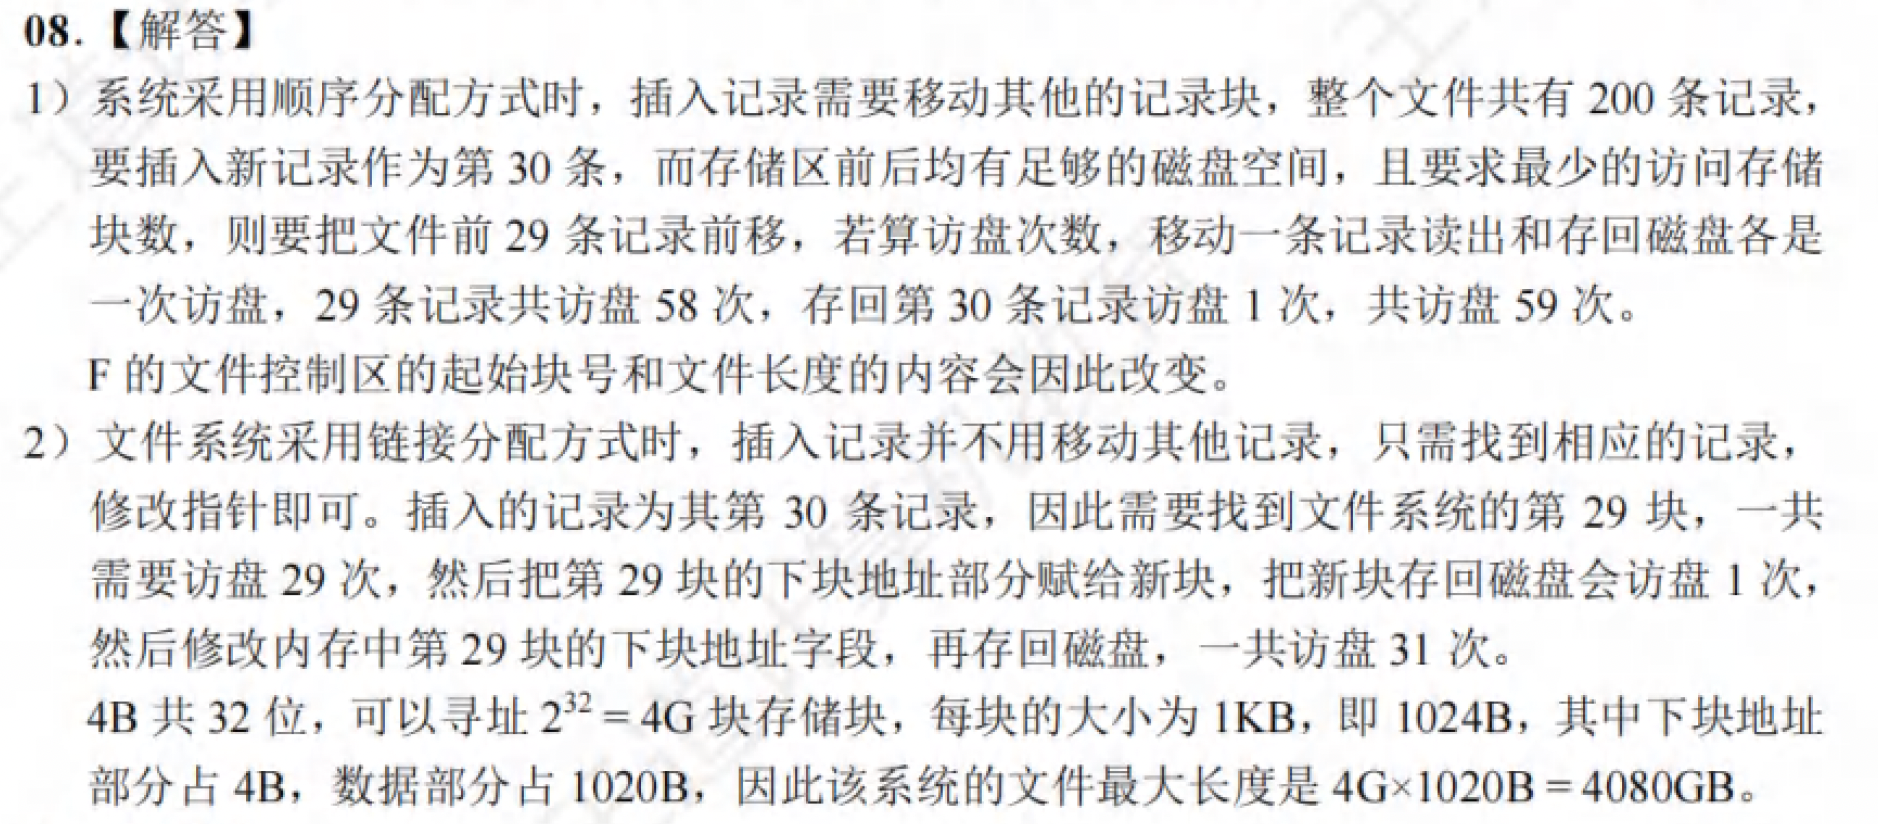 08.【解答】
1）系统采用顺序分配方式时，插入记录需要移动其他的记录块，整个文件共有 200 条记录，
要插入新记录作为第 30 条，而存储区前后均有足够的磁盘空间，且要求最少的访问存储
块数，则要把文件前 29 条记录前移，若算访盘次数，移动一条记录读出和存回磁盘各是
一次访盘，29 条记录共访盘 58 次，存回第 30 条记录访盘 1 次，共访盘 59 次。
F 的文件控制区的起始块号和文件长度的内容会因此改变。
2）文件系统采用链接分配方式时，插入记录并不用移动其他记录，只需找到相应的记录，
修改指针即可。插入的记录为其第 30 条记录，因此需要找到文件系统的第 29 块，一共
需要访盘 29 次，然后把第 29 块的下块地址部分赋给新块，把新块存回磁盘会访盘 1 次，
然后修改内存中第 29 块的下块地址字段，再存回磁盘，一共访盘 31 次。
4B 共 32 位，可以寻址 2³² = 4G 块存储块，每块的大小为 1KB，即 1024B，其中下块地址
部分占 4B，数据部分占 1020B，因此该系统的文件最大长度是 4G×1020B = 4080GB。